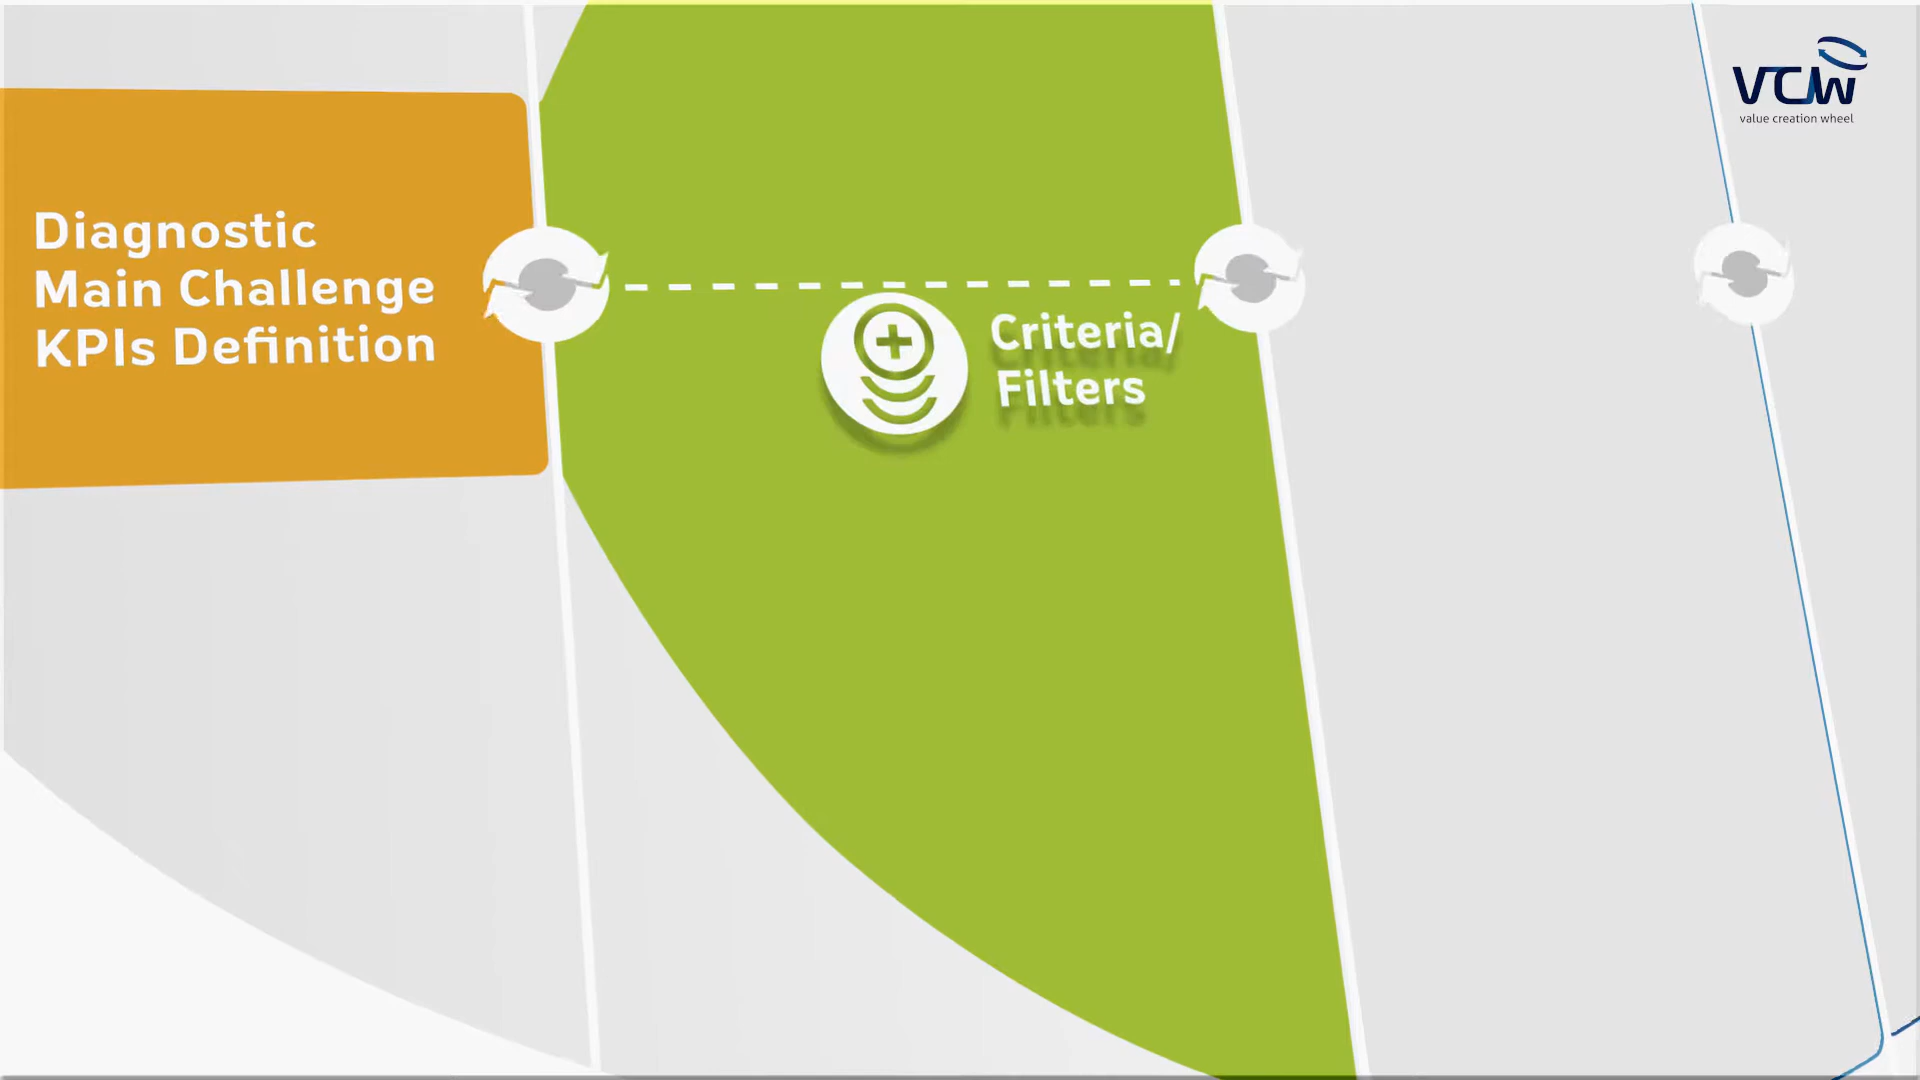 VCW
value creation wheel
Diagnostic
Main Challenge
KPIs Definition
Criteria/
Filters